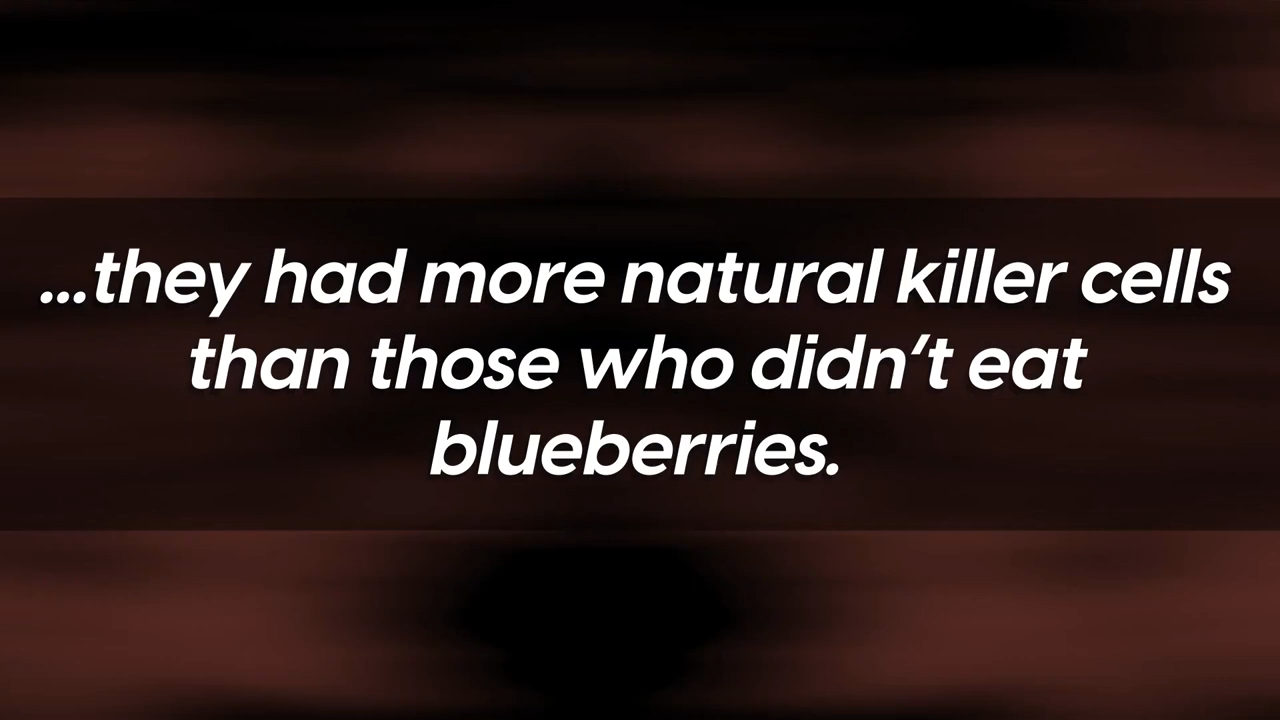 ...they had more natural killer cells
than those who didn’t eat
blueberries.